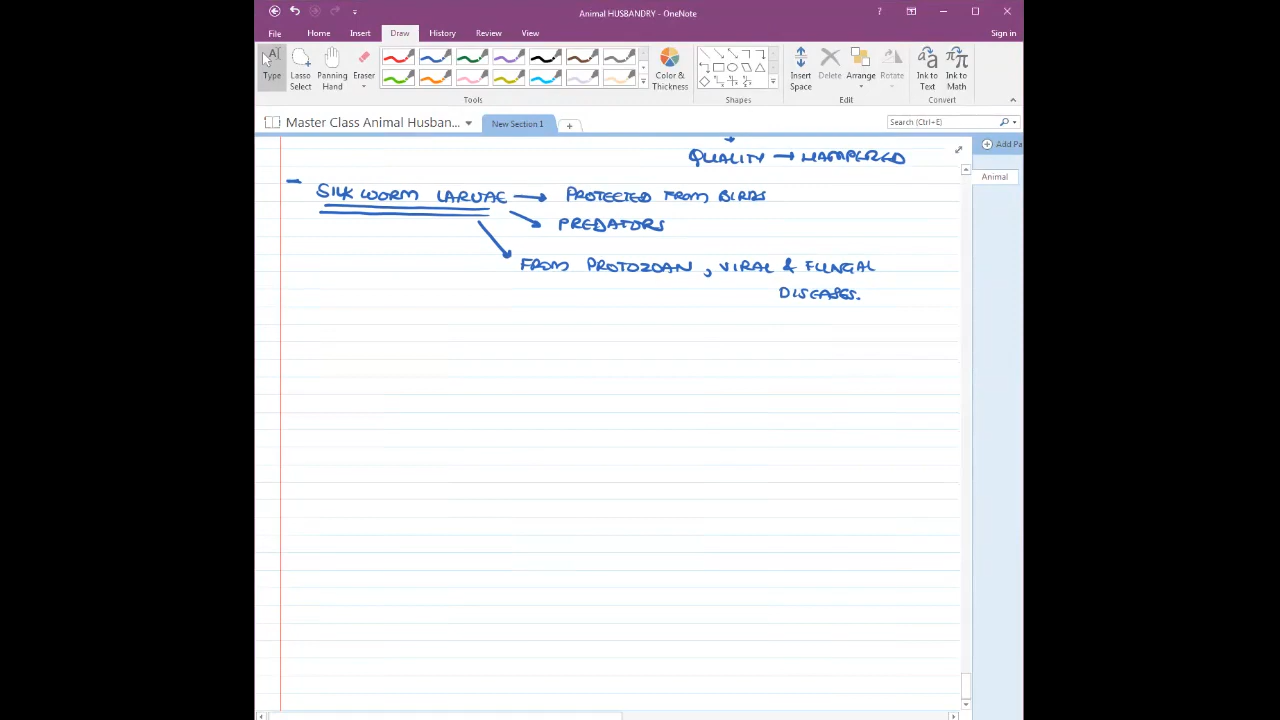 Animal HUSBANDRY - OneNote
?
File Home Insert Draw History Review View Sign in
Type Lasso Select Panning Hand Eraser Color & Thickness Insert Space Delete Arrange Rotate Ink to Text Ink to Math
Tools Shapes Edit Convert
Master Class Animal Husban... New Section 1 + Search (Ctrl+E)
Add Pa
Animal
QUALITY → HAMPERED
- SILK WORM LARVAE → PROTECTED FROM BIRDS
PREDATORS
FROM PROTOZOAN, VIRAL & FUNGAL
DISEASES.